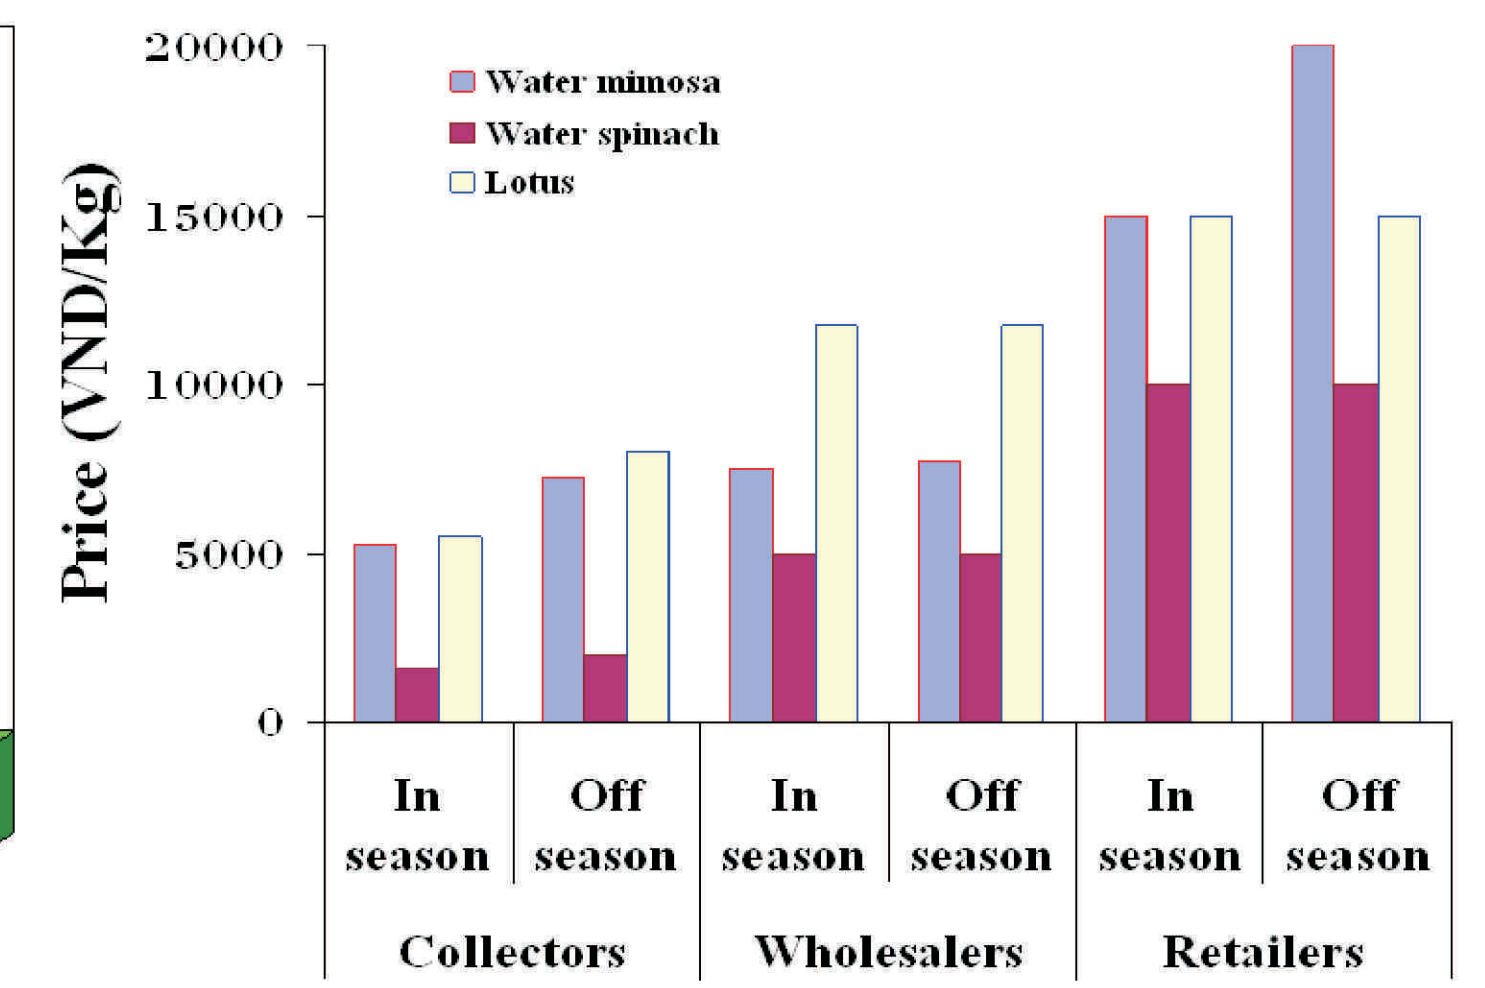 20000
15000
10000
5000
0
Price (VND/Kg)
Water mimosa
Water spinach
Lotus
In season
Off season
In season
Off season
In season
Off season
Collectors
Wholesalers
Retailers